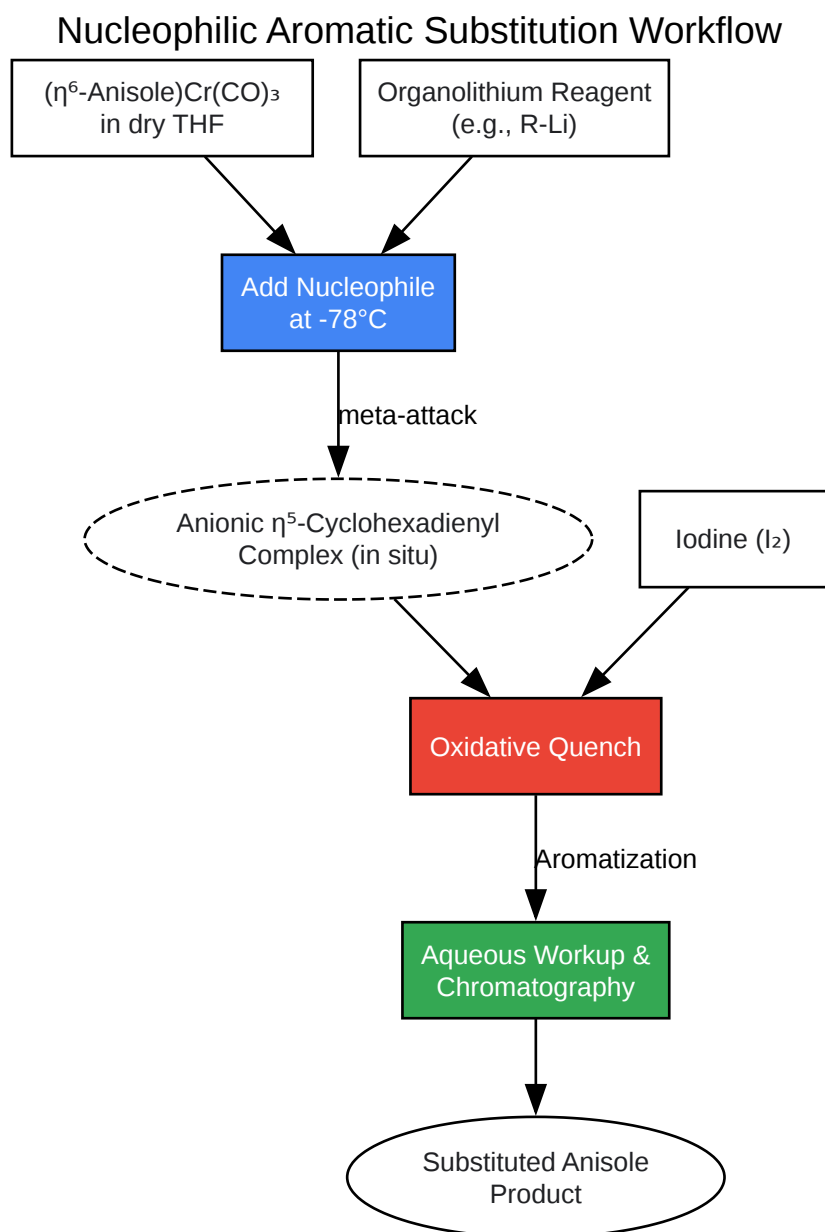 Nucleophilic Aromatic Substitution Workflow
(η⁶-Anisole)Cr(CO)₃
in dry THF
Organolithium Reagent
(e.g., R-Li)
Add Nucleophile
at -78°C
meta-attack
Anionic η⁵-Cyclohexadienyl
Complex (in situ)
Iodine (I₂)
Oxidative Quench
Aromatization
Aqueous Workup &
Chromatography
Substituted Anisole
Product